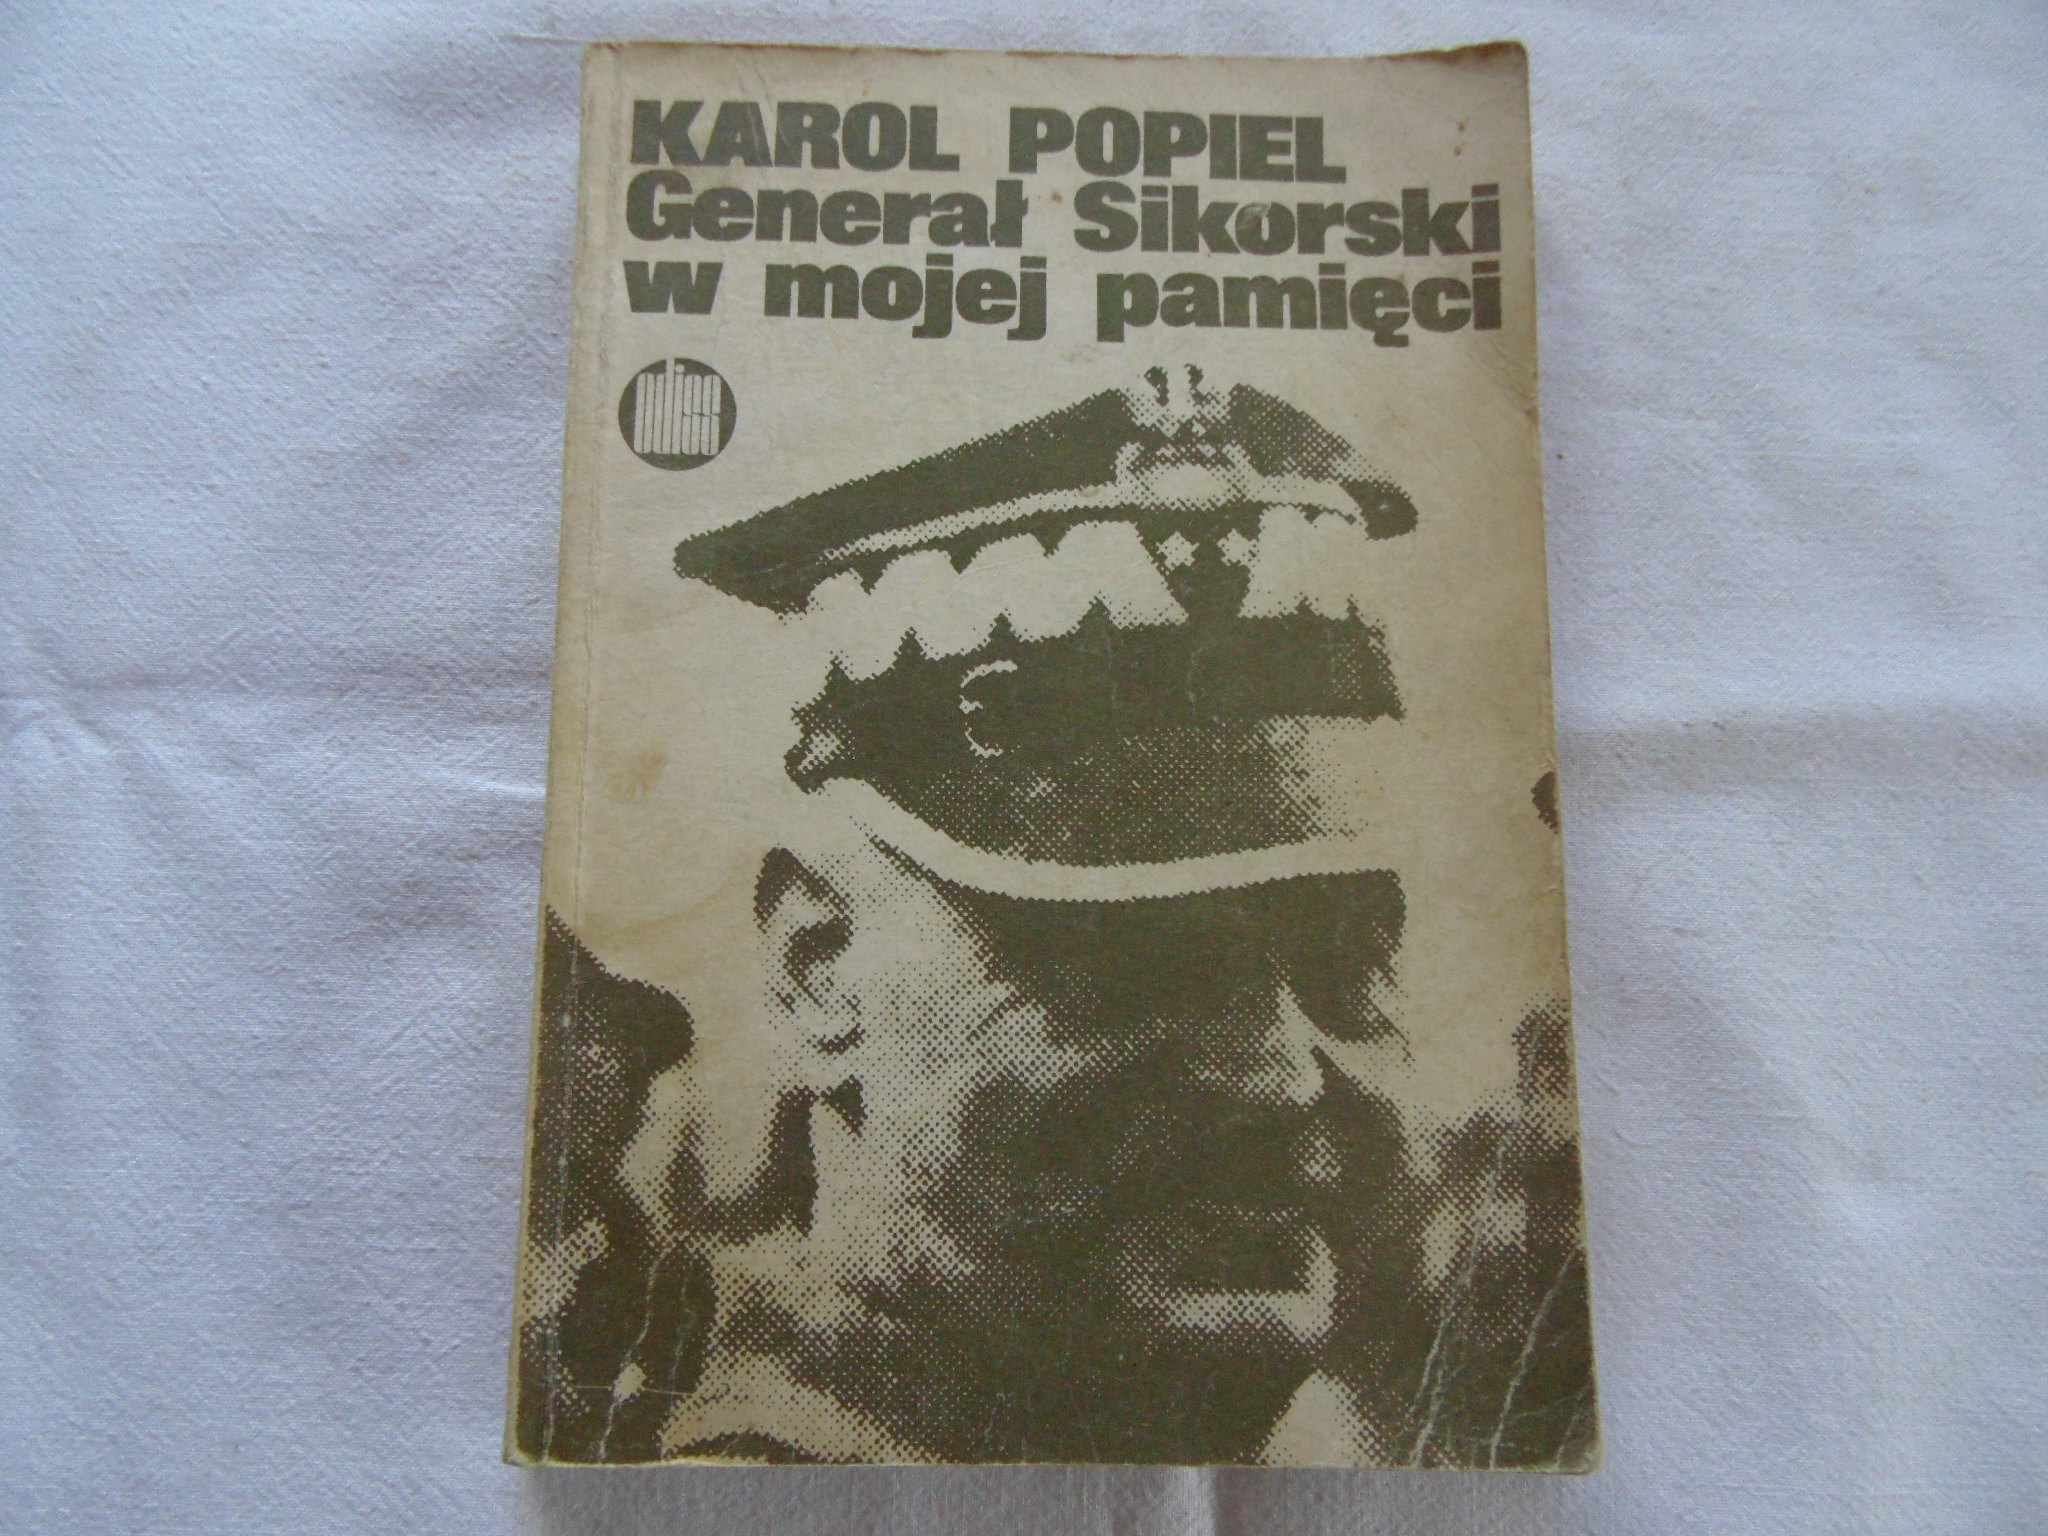 KAROL POPIEL
Generał Sikorski
w mojej pamięci
odiss